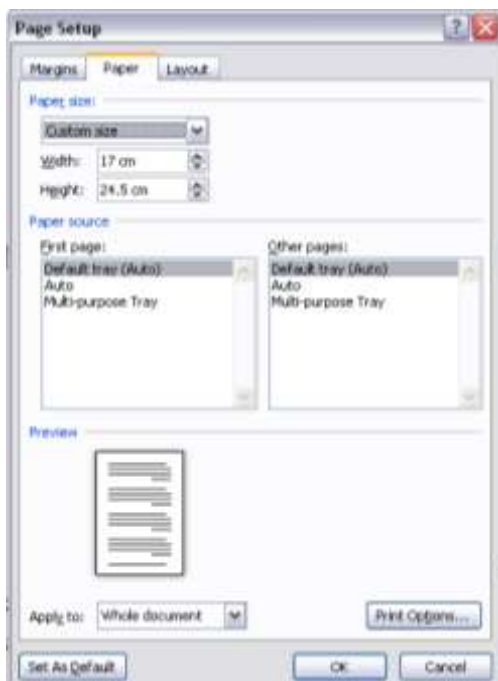 Page Setup
Margins Paper Layout
Paper size:
Custom size
Width: 17 cm
Height: 24.5 cm
Paper source
First page: Other pages:
Default tray (Auto) Default tray (Auto)
Auto Auto
Multi-purpose Tray Multi-purpose Tray
Preview
Apply to: Whole document Print Options...
Set As Default OK Cancel